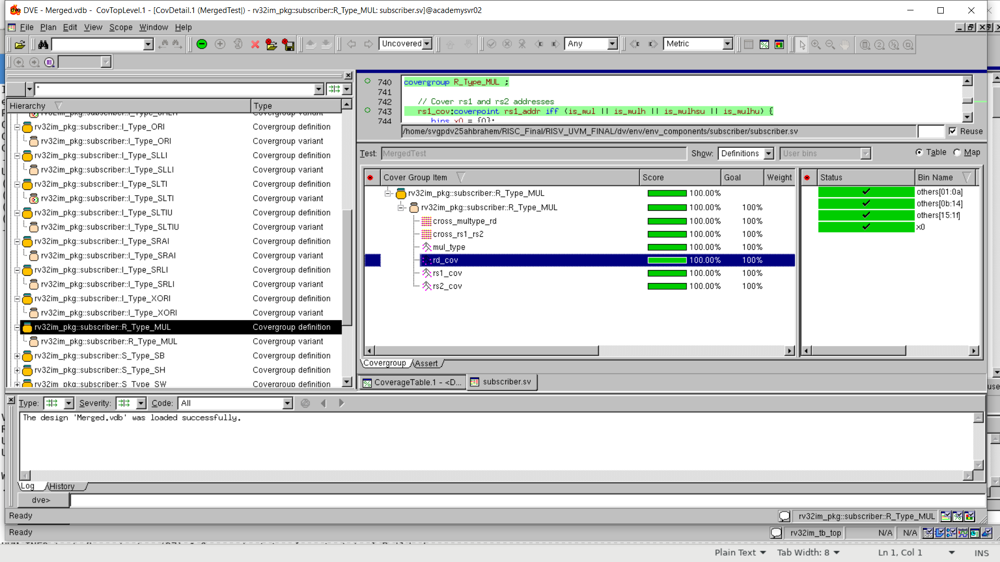 DVE - Merged.vdb - CovTopLevel.1 - [CovDetail.1 (MergedTest|) - rv32im_pkg::subscriber::R_Type_MUL: subscriber.sv]@academysvr02
File Plan Edit View Scope Window Help
Uncovered Any Metric
*
Hierarchy Type
rv32im_pkg::subscriber::I_Type_ORI Covergroup definition
rv32im_pkg::subscriber::I_Type_ORI Covergroup variant
rv32im_pkg::subscriber::I_Type_SLLI Covergroup definition
rv32im_pkg::subscriber::I_Type_SLLI Covergroup variant
rv32im_pkg::subscriber::I_Type_SLTI Covergroup definition
rv32im_pkg::subscriber::I_Type_SLTI Covergroup variant
rv32im_pkg::subscriber::I_Type_SLTIU Covergroup definition
rv32im_pkg::subscriber::I_Type_SLTIU Covergroup variant
rv32im_pkg::subscriber::I_Type_SRAI Covergroup definition
rv32im_pkg::subscriber::I_Type_SRAI Covergroup variant
rv32im_pkg::subscriber::I_Type_SRLI Covergroup definition
rv32im_pkg::subscriber::I_Type_SRLI Covergroup variant
rv32im_pkg::subscriber::I_Type_XORI Covergroup definition
rv32im_pkg::subscriber::I_Type_XORI Covergroup variant
rv32im_pkg::subscriber::R_Type_MUL Covergroup definition
rv32im_pkg::subscriber::R_Type_MUL Covergroup variant
rv32im_pkg::subscriber::S_Type_SB Covergroup definition
rv32im_pkg::subscriber::S_Type_SH Covergroup definition
rv32im_pkg::subscriber::S_Type_SW Covergroup definition
740 covergroup R_Type_MUL ;
741
742 // Cover rs1 and rs2 addresses
743 rs1_cov:coverpoint rs1_addr iff (is_mul || is_mulh || is_mulhsu || is_mulhu) {
744 bins x0 = {0};
/home/svgpdv25ahbrahem/RISC_Final/RISV_UVM_FINAL/dv/env/env_components/subscriber/subscriber.sv Reuse
Test: MergedTest Show: Definitions User bins Table Map
Cover Group Item Score Goal Weight
rv32im_pkg::subscriber::R_Type_MUL 100.00%
rv32im_pkg::subscriber::R_Type_MUL 100.00% 100%
cross_multype_rd 100.00% 100%
cross_rs1_rs2 100.00% 100%
mul_type 100.00% 100%
rd_cov 100.00% 100%
rs1_cov 100.00% 100%
rs2_cov 100.00% 100%
Status Bin Name
others[01:0a]
others[0b:14]
others[15:1f]
x0
Covergroup Assert
CoverageTable.1 - <D... subscriber.sv
Type: Severity: Code: All
The design 'Merged.vdb' was loaded successfully.
Log History
dve>
Ready rv32im_pkg::subscriber::R_Type_MUL
Ready rv32im_tb_top N/A N/A
Plain Text Tab Width: 8 Ln 1, Col 1 INS